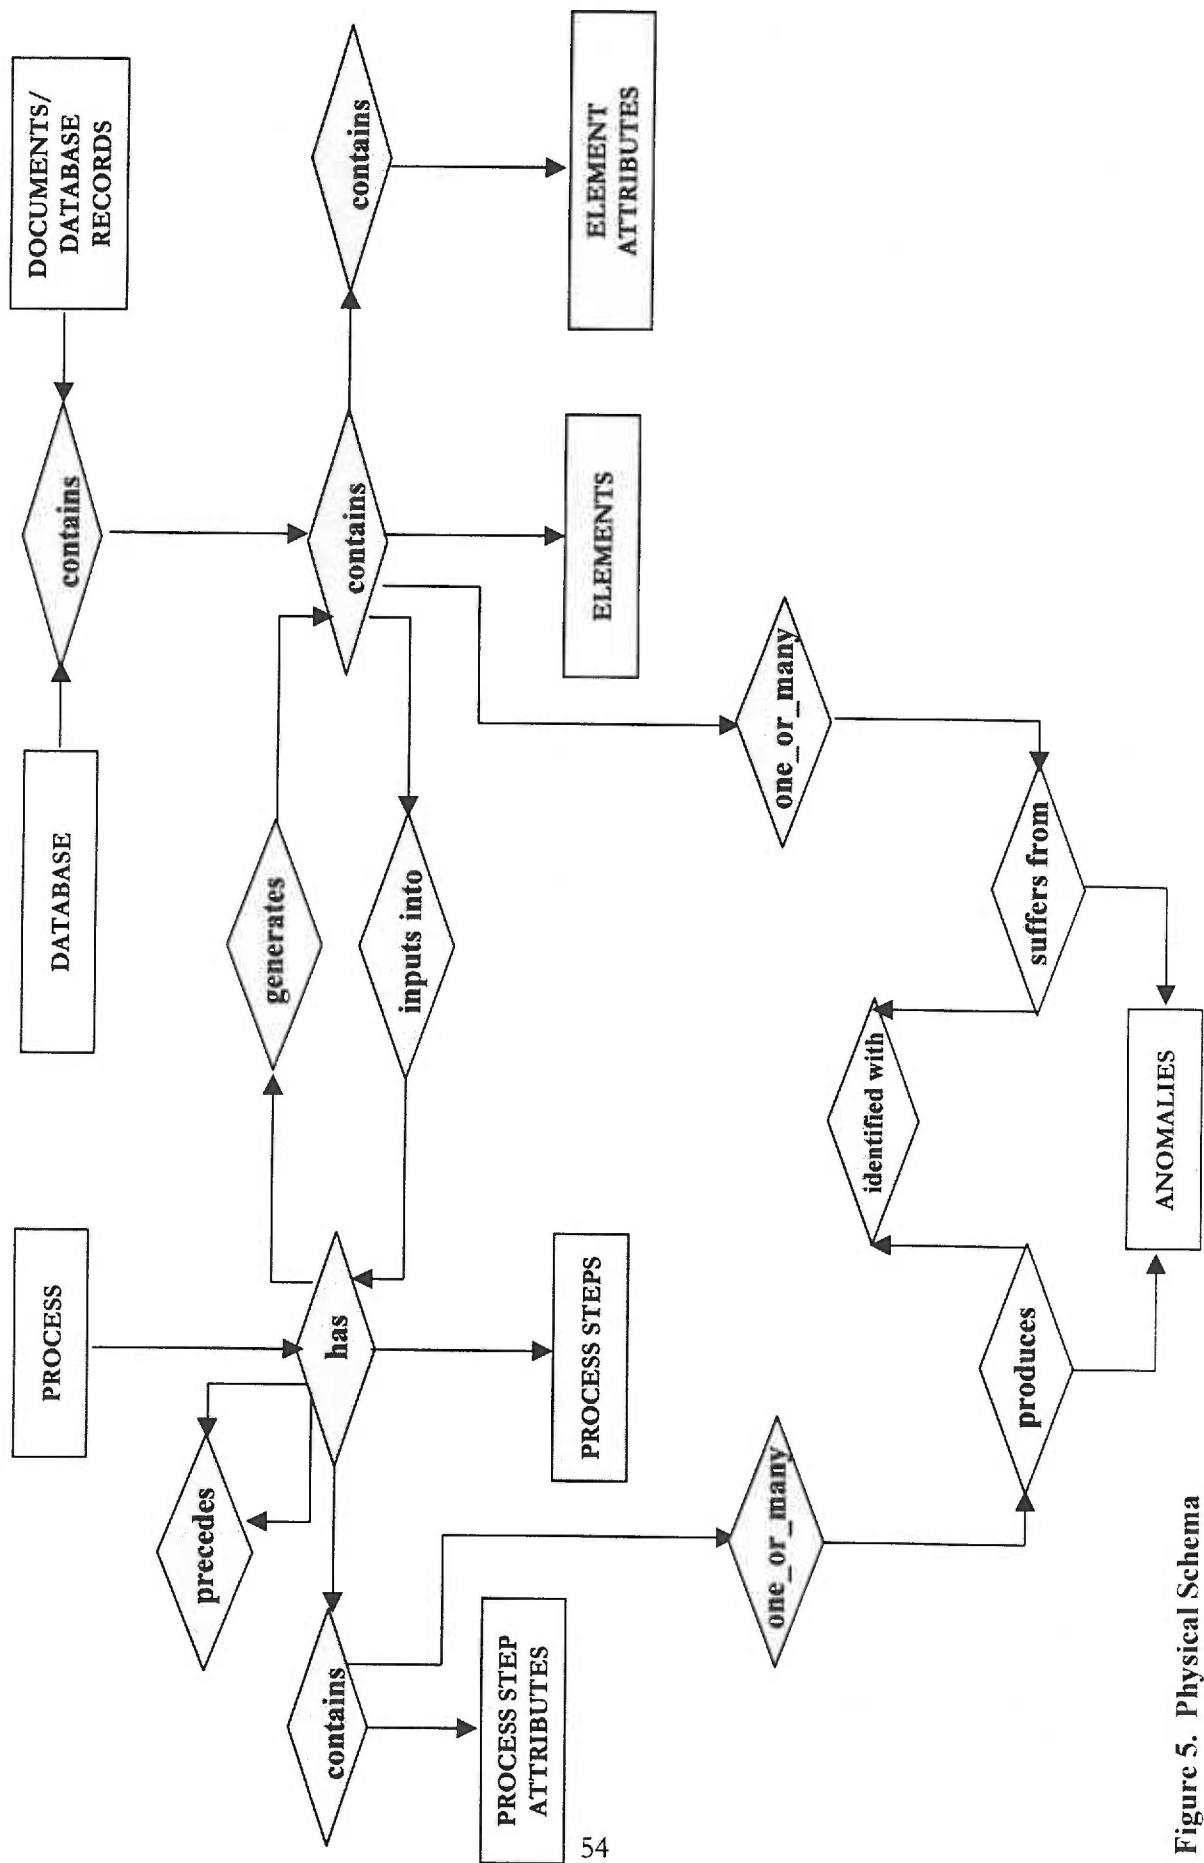 PROCESS
DATABASE
DOCUMENTS/
DATABASE
RECORDS
contains
precedes
generates
contains
has
contains
contains
inputs into
PROCESS STEP
ATTRIBUTES
PROCESS STEPS
ELEMENTS
ELEMENT
ATTRIBUTES
one_or_many
one_or_many
identified with
produces
suffers from
ANOMALIES
Figure 5. Physical Schema
54